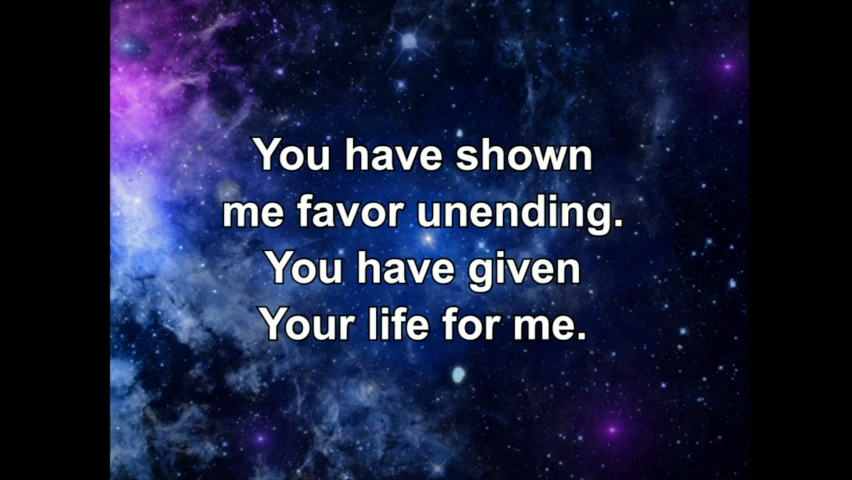 You have shown
me favor unending.
You have given
Your life for me.